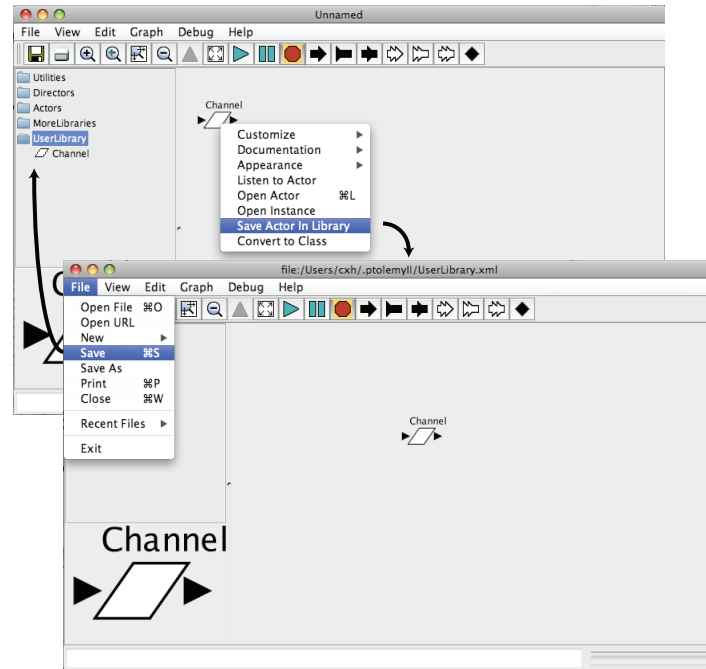 Unnamed
File View Edit Graph Debug Help
Utilities
Directors
Actors
MoreLibraries
UserLibrary
Channel
Channel
Customize
Documentation
Appearance
Listen to Actor
Open Actor ⌘L
Open Instance
Save Actor In Library
Convert to Class
file:/Users/cxh/.ptolemyII/UserLibrary.xml
File View Edit Graph Debug Help
Open File ⌘O
Open URL
New
Save ⌘S
Save As
Print ⌘P
Close ⌘W
Recent Files
Exit
Channel
Channel